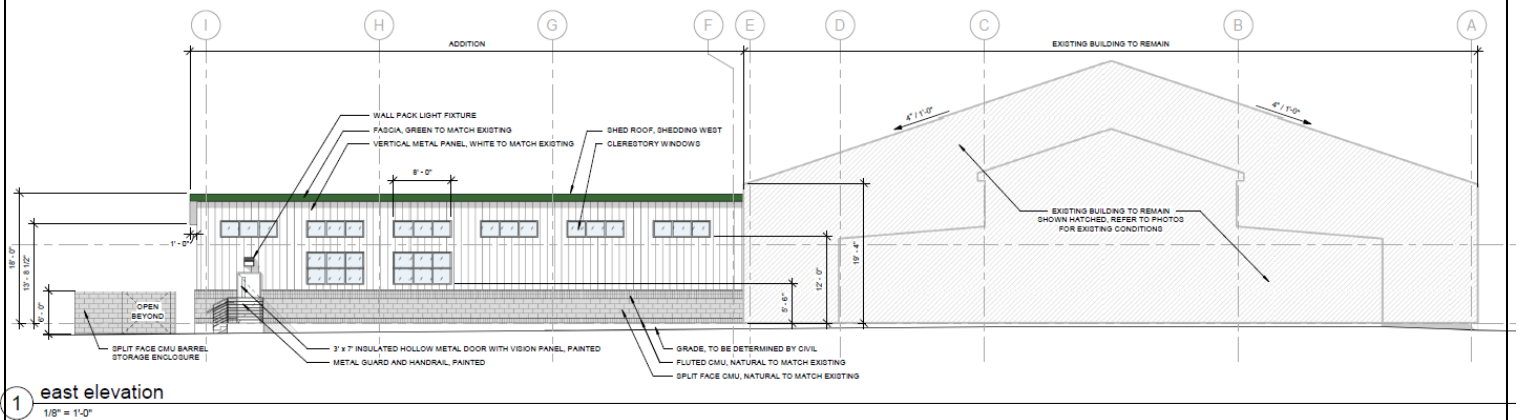 I H G F E D C B A
ADDITION
EXISTING BUILDING TO REMAIN
WALL PACK LIGHT FIXTURE
FASCIA, GREEN TO MATCH EXISTING
VERTICAL METAL PANEL, WHITE TO MATCH EXISTING
SHED ROOF, SHEDDING WEST
CLERESTORY WINDOWS
4" / 1'-0"
4" / 1'-0"
8' - 0"
EXISTING BUILDING TO REMAIN
SHOWN HATCHED, REFER TO PHOTOS
FOR EXISTING CONDITIONS
1' - 0"
18' - 0"
13' - 8 1/2"
6' - 0"
5' - 6"
12' - 0"
19' - 4"
OPEN
BEYOND
SPLIT FACE CMU BARREL
STORAGE ENCLOSURE
3' x 7' INSULATED HOLLOW METAL DOOR WITH VISION PANEL, PAINTED
METAL GUARD AND HANDRAIL, PAINTED
GRADE, TO BE DETERMINED BY CIVIL
FLUTED CMU, NATURAL TO MATCH EXISTING
SPLIT FACE CMU, NATURAL TO MATCH EXISTING
1 east elevation
1/8" = 1'-0"